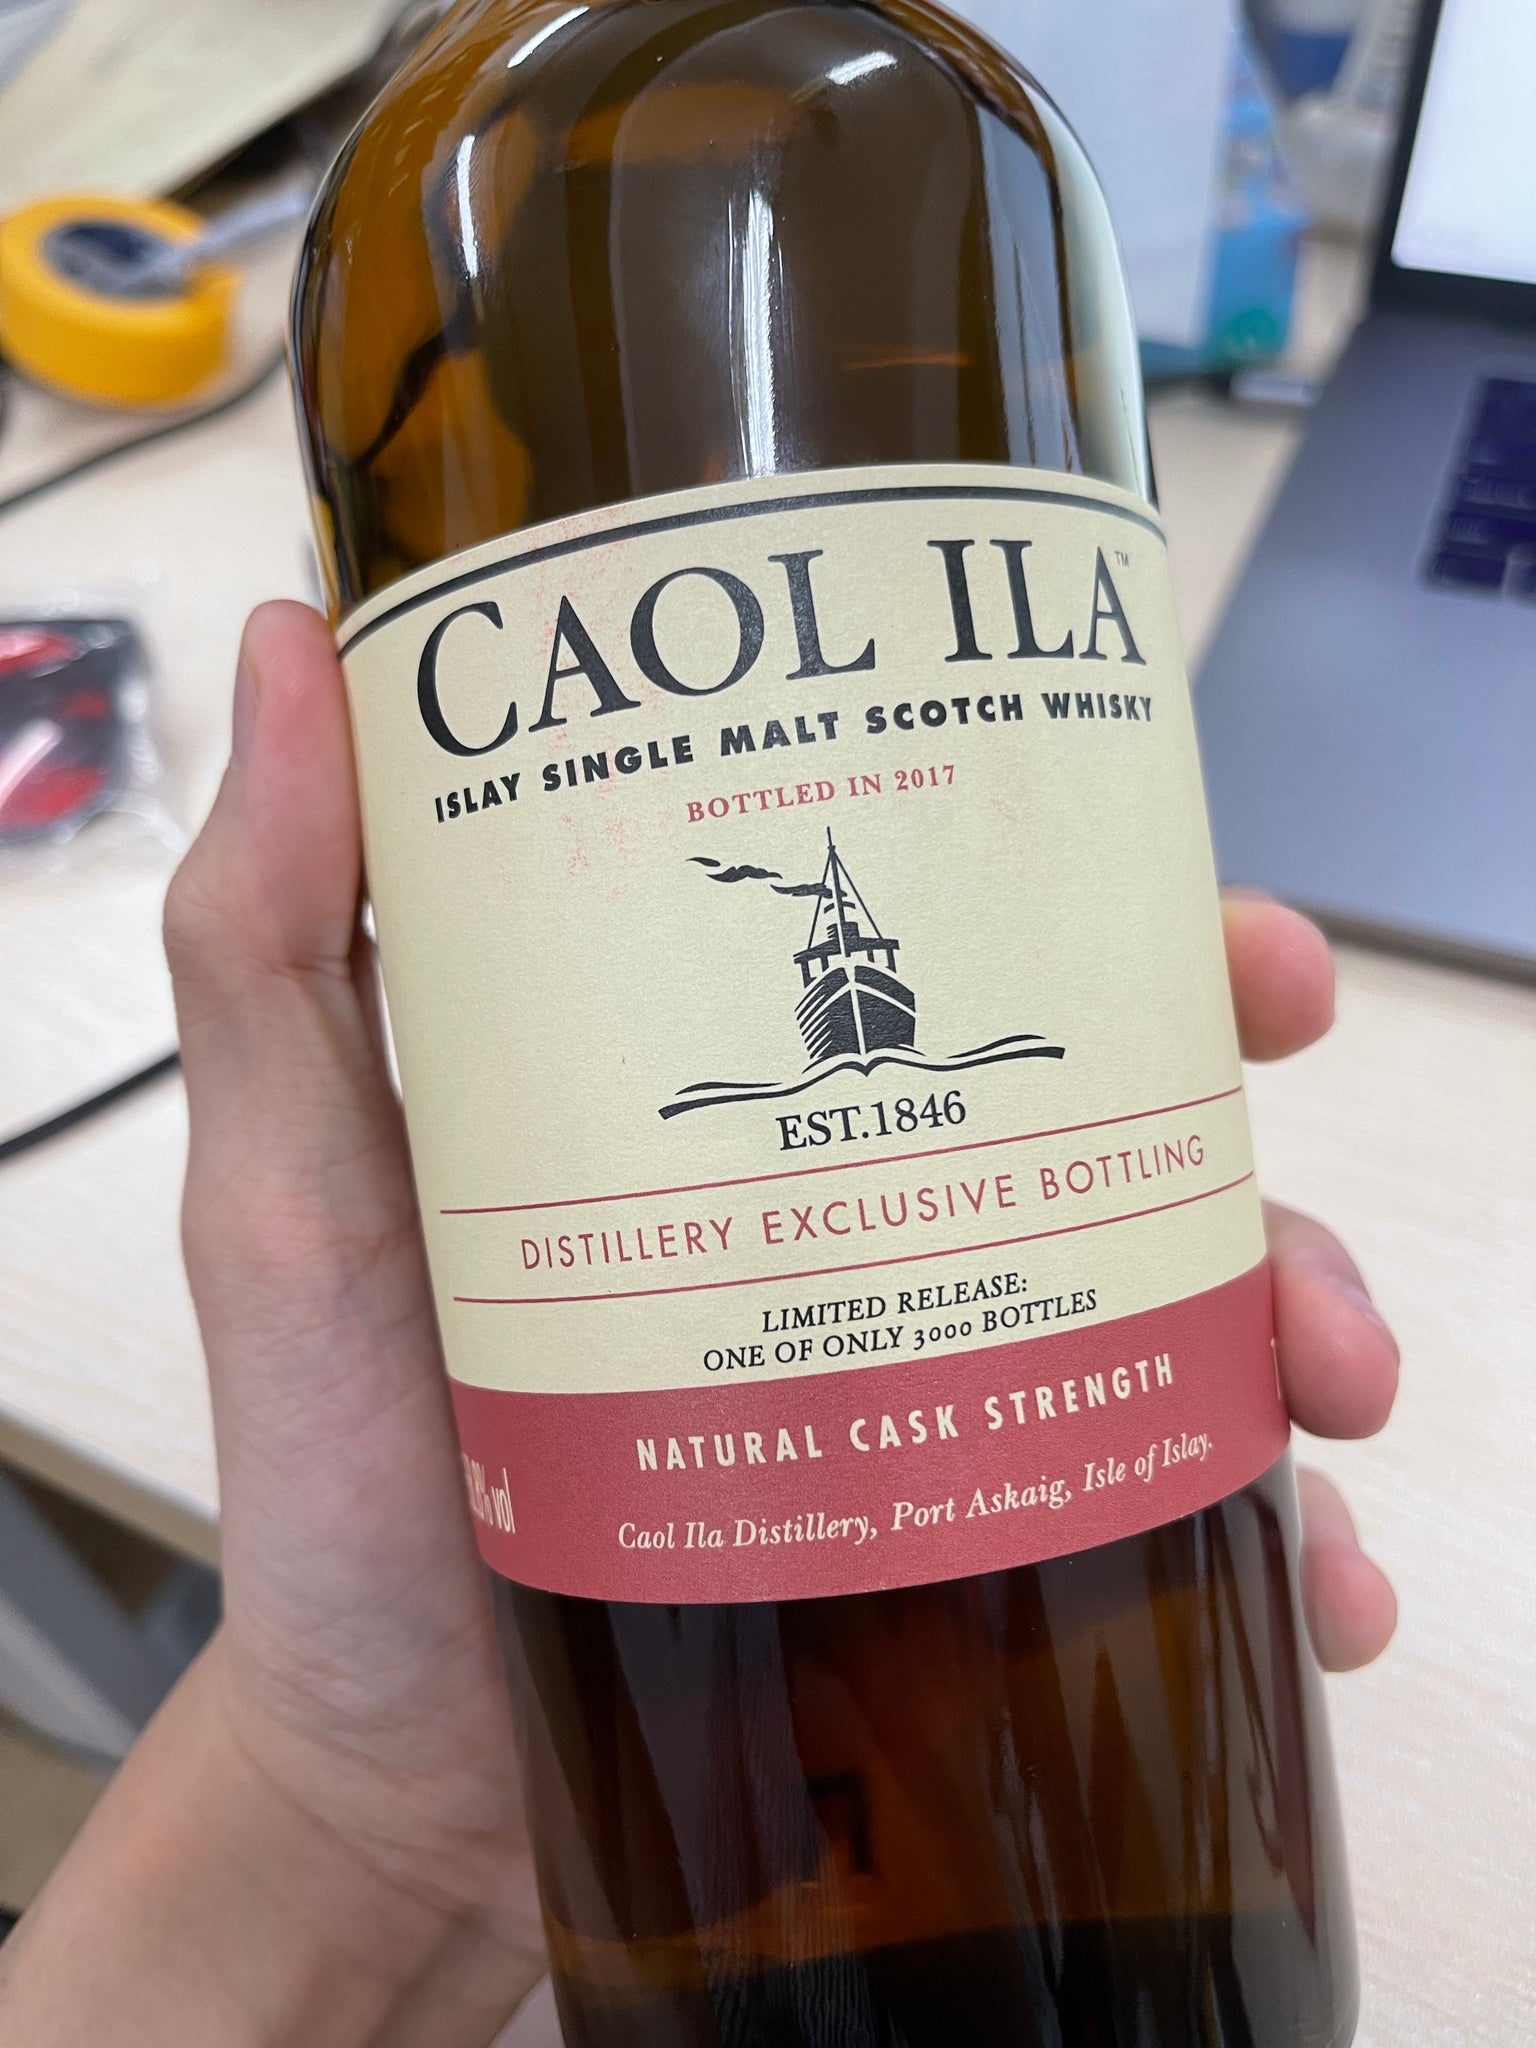 CAOL ILA™
ISLAY SINGLE MALT SCOTCH WHISKY
BOTTLED IN 2017
EST.1846
DISTILLERY EXCLUSIVE BOTTLING
LIMITED RELEASE:
ONE OF ONLY 3000 BOTTLES
NATURAL CASK STRENGTH
vol
Caol Ila Distillery, Port Askaig, Isle of Islay.